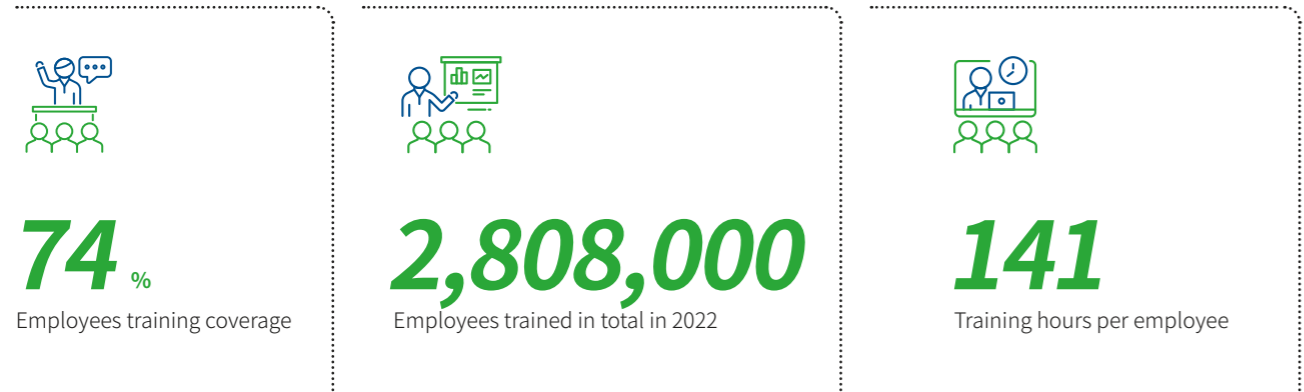 74 %
Employees training coverage
2,808,000
Employees trained in total in 2022
141
Training hours per employee